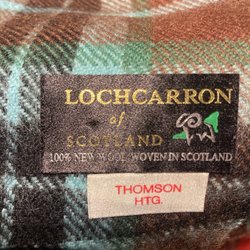 LOCHCARRON
of
SCOTLAND
100% NEW WOOL WOVEN IN SCOTLAND
THOMSON
HTG.